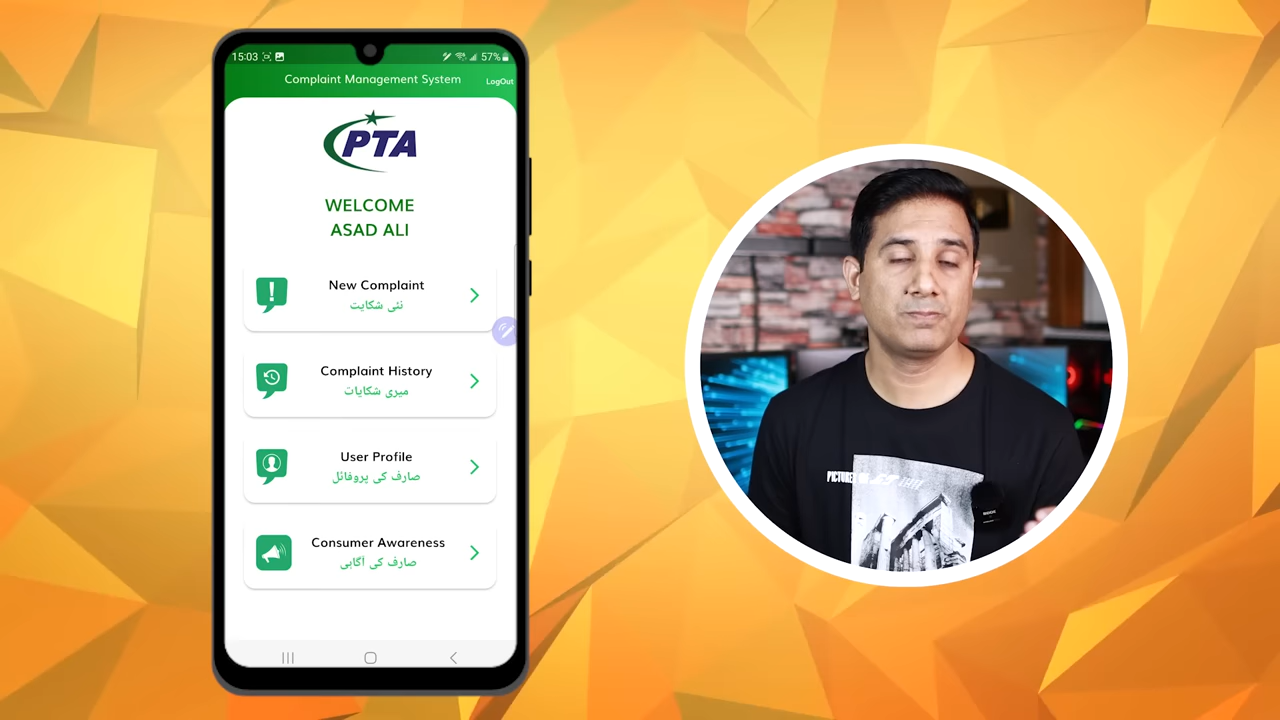 15:03
57%
Complaint Management System
LogOut
PTA
WELCOME
ASAD ALI
New Complaint
نئی شکایت
Complaint History
میری شکایات
User Profile
صارف کی پروفائل
Consumer Awareness
صارف کی آگاہی